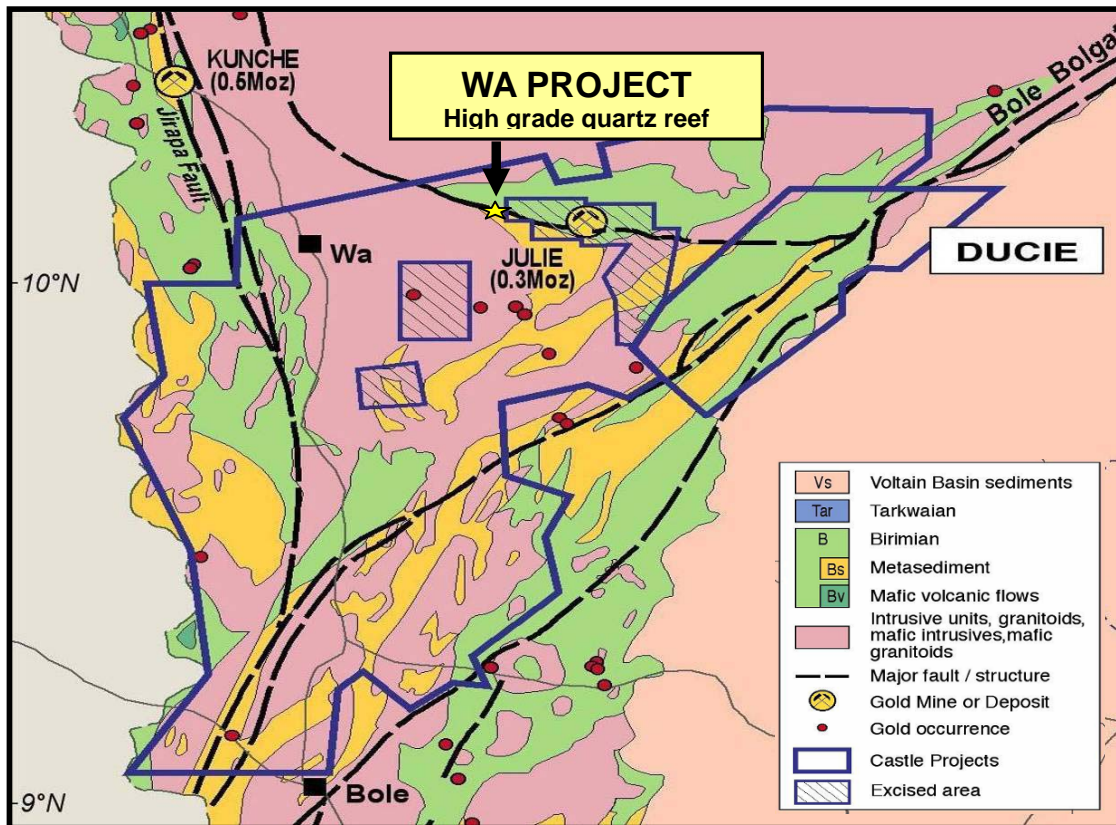 KUNCHE
(0.5Moz)
WA PROJECT
High grade quartz reef
Bole Bolgat
Jirapa Fault
Wa
JULIE
(0.3Moz)
DUCIE
10°N
9°N
Bole
Vs Voltain Basin sediments
Tar Tarkwaian
B Birimian
Bs Metasediment
Bv Mafic volcanic flows
Intrusive units, granitoids,
mafic intrusives,mafic
granitoids
Major fault / structure
Gold Mine or Deposit
Gold occurrence
Castle Projects
Excised area